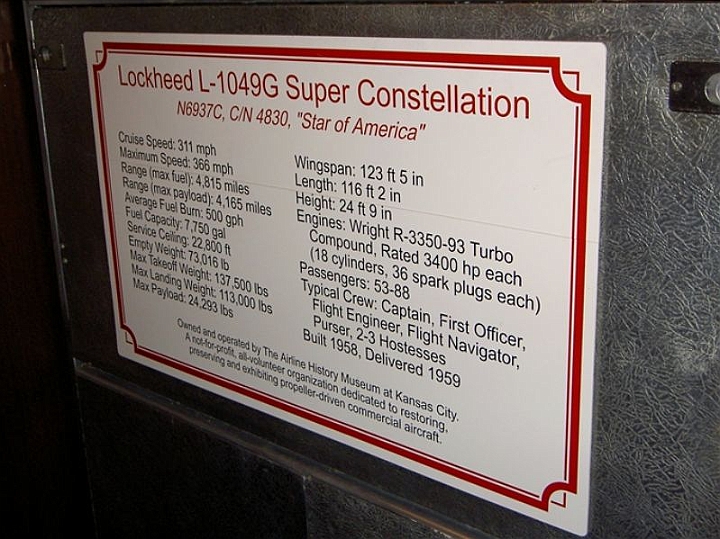 Lockheed L-1049G Super Constellation
N6937C, C/N 4830, "Star of America"
Cruise Speed: 311 mph
Maximum Speed: 366 mph
Range (max fuel): 4,815 miles
Range (max payload): 4,165 miles
Average Fuel Burn: 500 gph
Fuel Capacity: 7,750 gal
Service Ceiling: 22,800 ft
Empty Weight: 73,016 lb
Max Takeoff Weight: 137,500 lbs
Max Landing Weight: 113,000 lbs
Max Payload: 24,293 lbs
Wingspan: 123 ft 5 in
Length: 116 ft 2 in
Height: 24 ft 9 in
Engines: Wright R-3350-93 Turbo
Compound, Rated 3400 hp each
(18 cylinders, 36 spark plugs each)
Passengers: 53-88
Typical Crew: Captain, First Officer,
Flight Engineer, Flight Navigator,
Purser, 2-3 Hostesses
Built 1958, Delivered 1959
Owned and operated by The Airline History Museum at Kansas City.
A not-for-profit, all-volunteer organization dedicated to restoring,
preserving and exhibiting propeller-driven commercial aircraft.